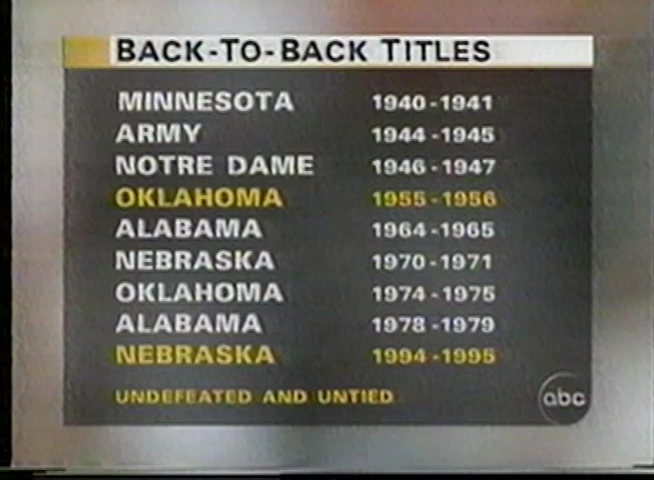 BACK-TO-BACK TITLES
MINNESOTA 1940-1941
ARMY 1944-1945
NOTRE DAME 1946-1947
OKLAHOMA 1955-1956
ALABAMA 1964-1965
NEBRASKA 1970-1971
OKLAHOMA 1974-1975
ALABAMA 1978-1979
NEBRASKA 1994-1995
UNDEFEATED AND UNTIED
abc